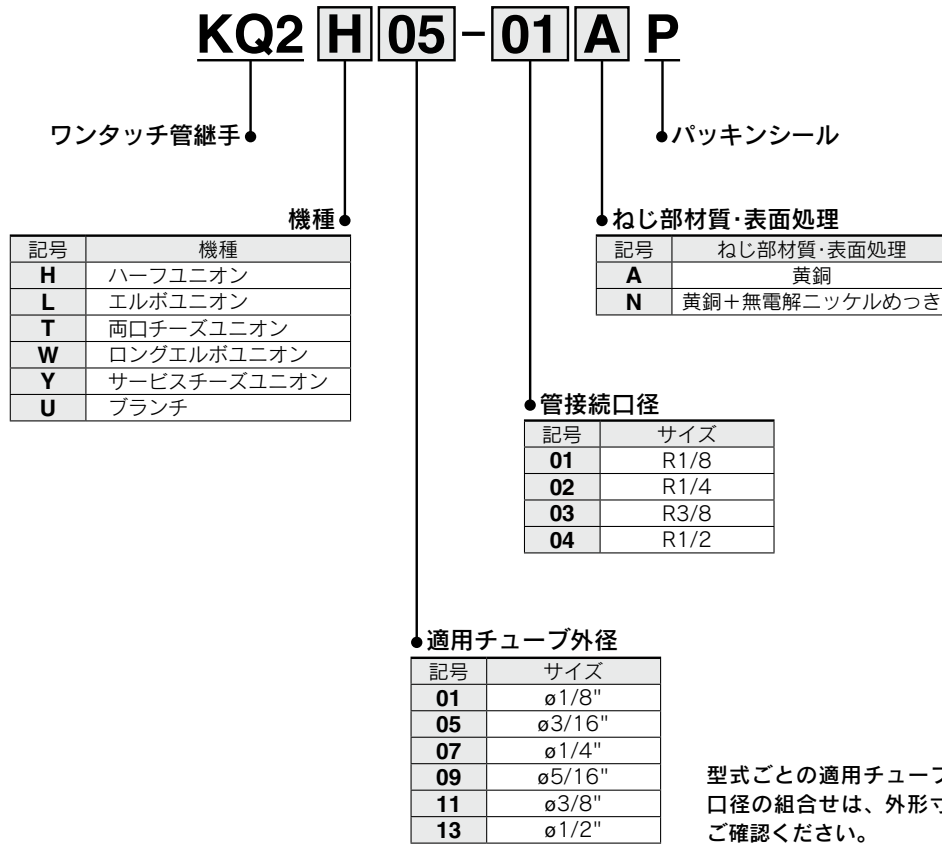 KQ2 H 05-01 A P
ワンタッチ管継手
パッキンシール
機種
記号 機種
H ハーフユニオン
L エルボユニオン
T 両口チーズユニオン
W ロングエルボユニオン
Y サービスチーズユニオン
U ブランチ
ねじ部材質・表面処理
記号 ねじ部材質・表面処理
A 黄銅
N 黄銅+無電解ニッケルめっき
管接続口径
記号 サイズ
01 R1/8
02 R1/4
03 R3/8
04 R1/2
適用チューブ外径
記号 サイズ
01 ø1/8"
05 ø3/16"
07 ø1/4"
09 ø5/16"
11 ø3/8"
13 ø1/2"
型式ごとの適用チューブ
口径の組合せは、外形寸
ご確認ください。